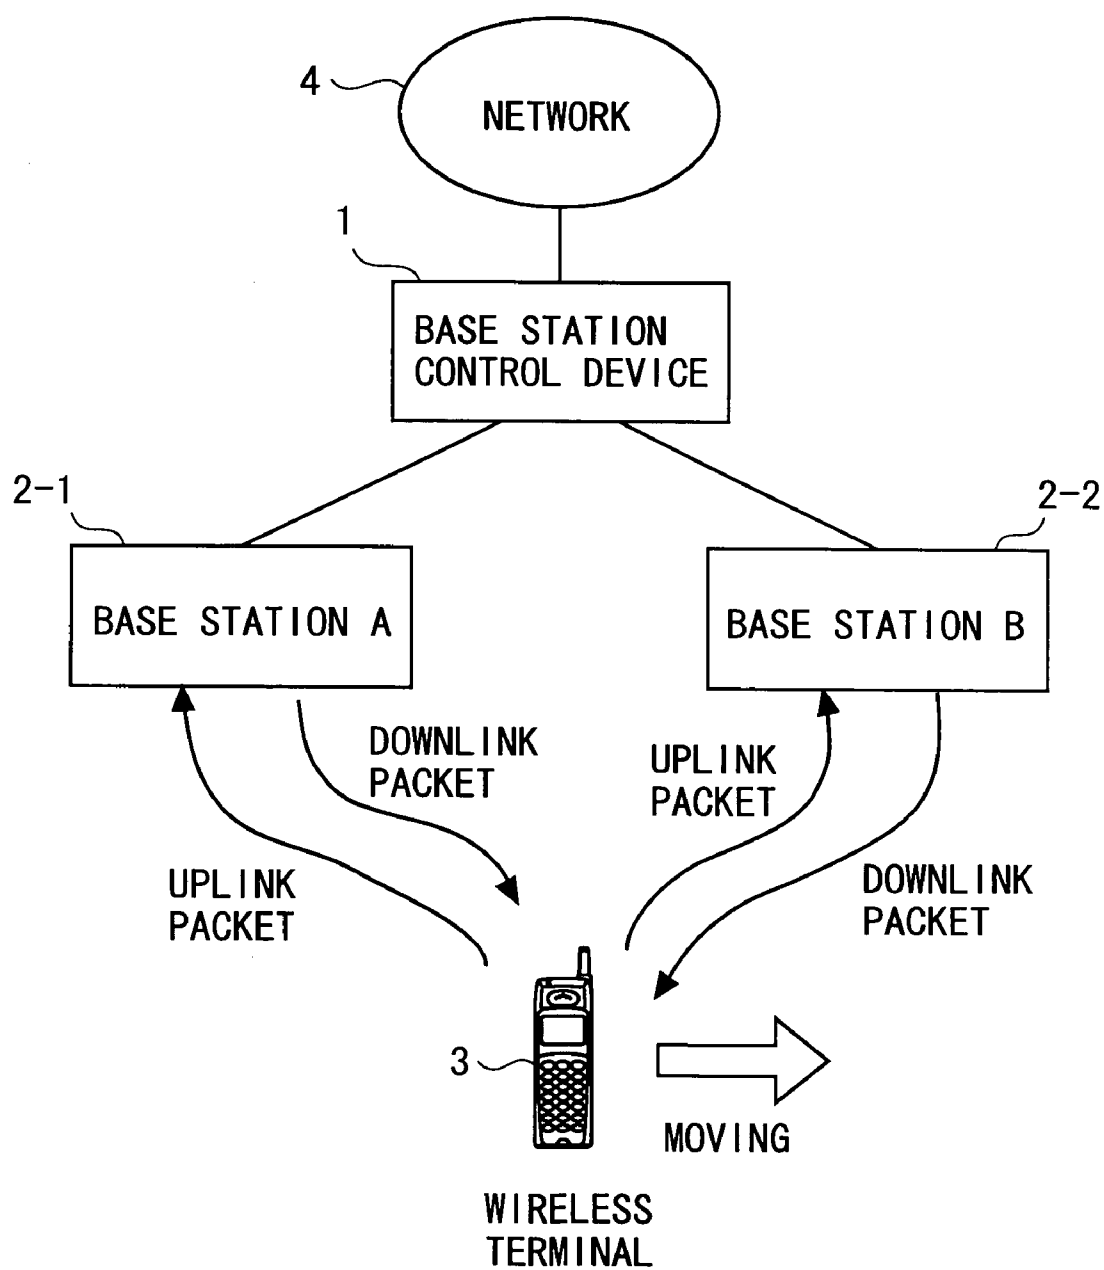 4
NETWORK
1
BASE STATION
CONTROL DEVICE
2-1
2-2
BASE STATION A
BASE STATION B
DOWNLINK
PACKET
UPLINK
PACKET
UPLINK
PACKET
DOWNLINK
PACKET
3
MOVING
WIRELESS
TERMINAL